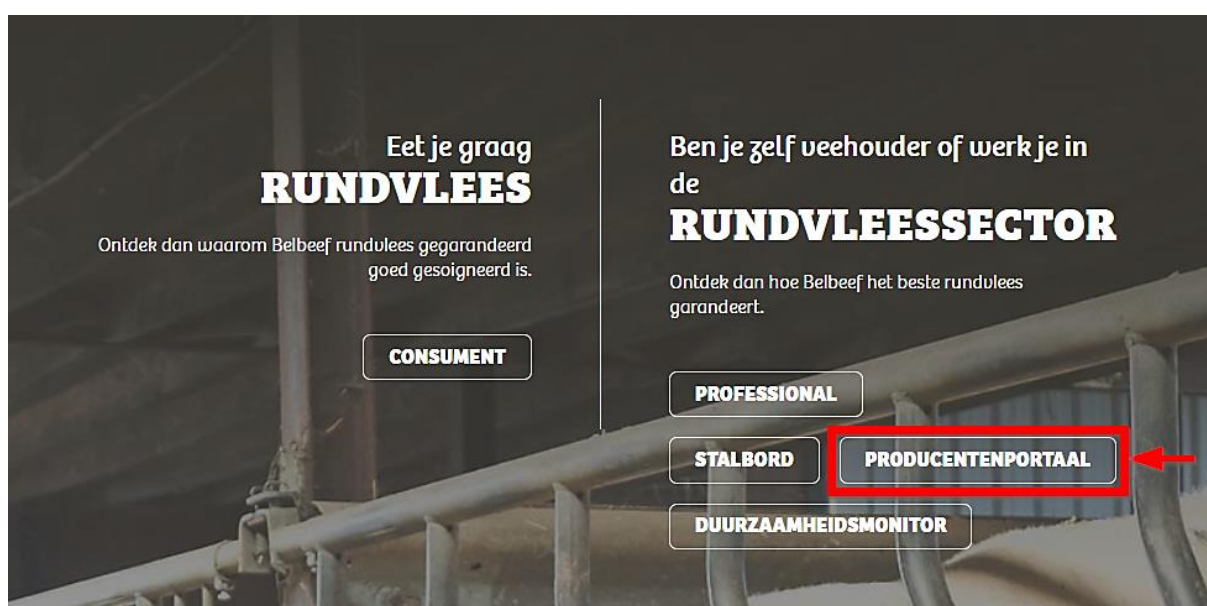 Eet je graag
RUNDVLEES
Ontdek dan waarom Belbeef rundvlees gegarandeerd
goed gesoigneerd is.
CONSUMENT
Ben je zelf veehouder of werk je in
de
RUNDVLEESSECTOR
Ontdek dan hoe Belbeef het beste rundvlees
garandeert.
PROFESSIONAL
STALBORD
PRODUCENTENPORTAAL
DUURZAAMHEIDSMONITOR